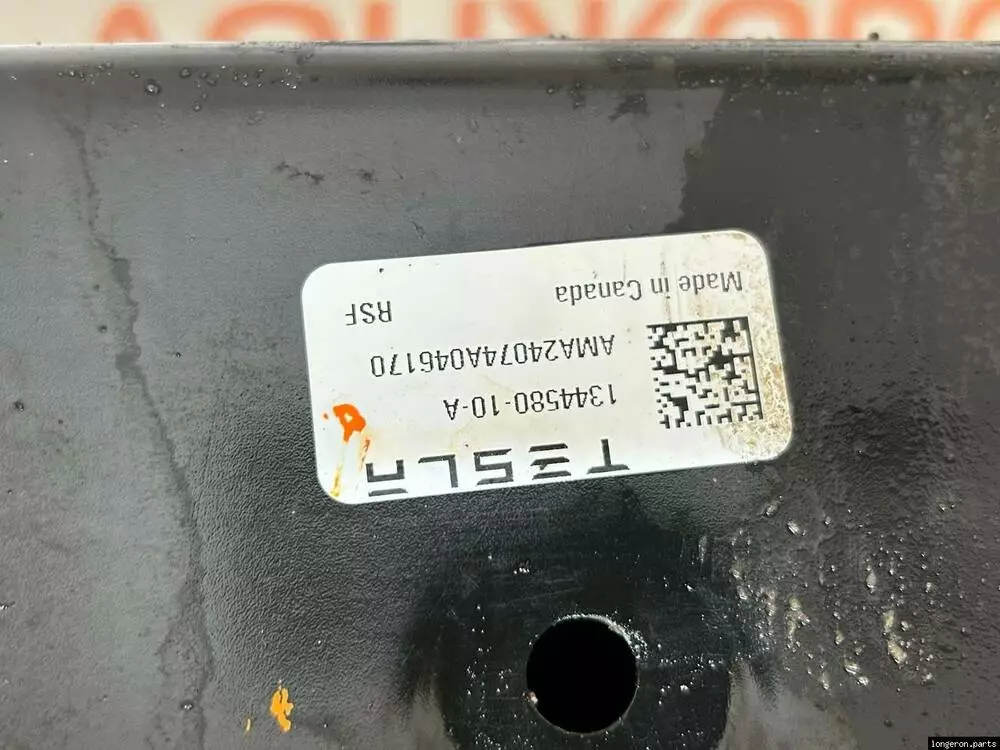 TESLA
1344580-10-A
AMA24074A046170
Made in Canada RSF
longeron.parts